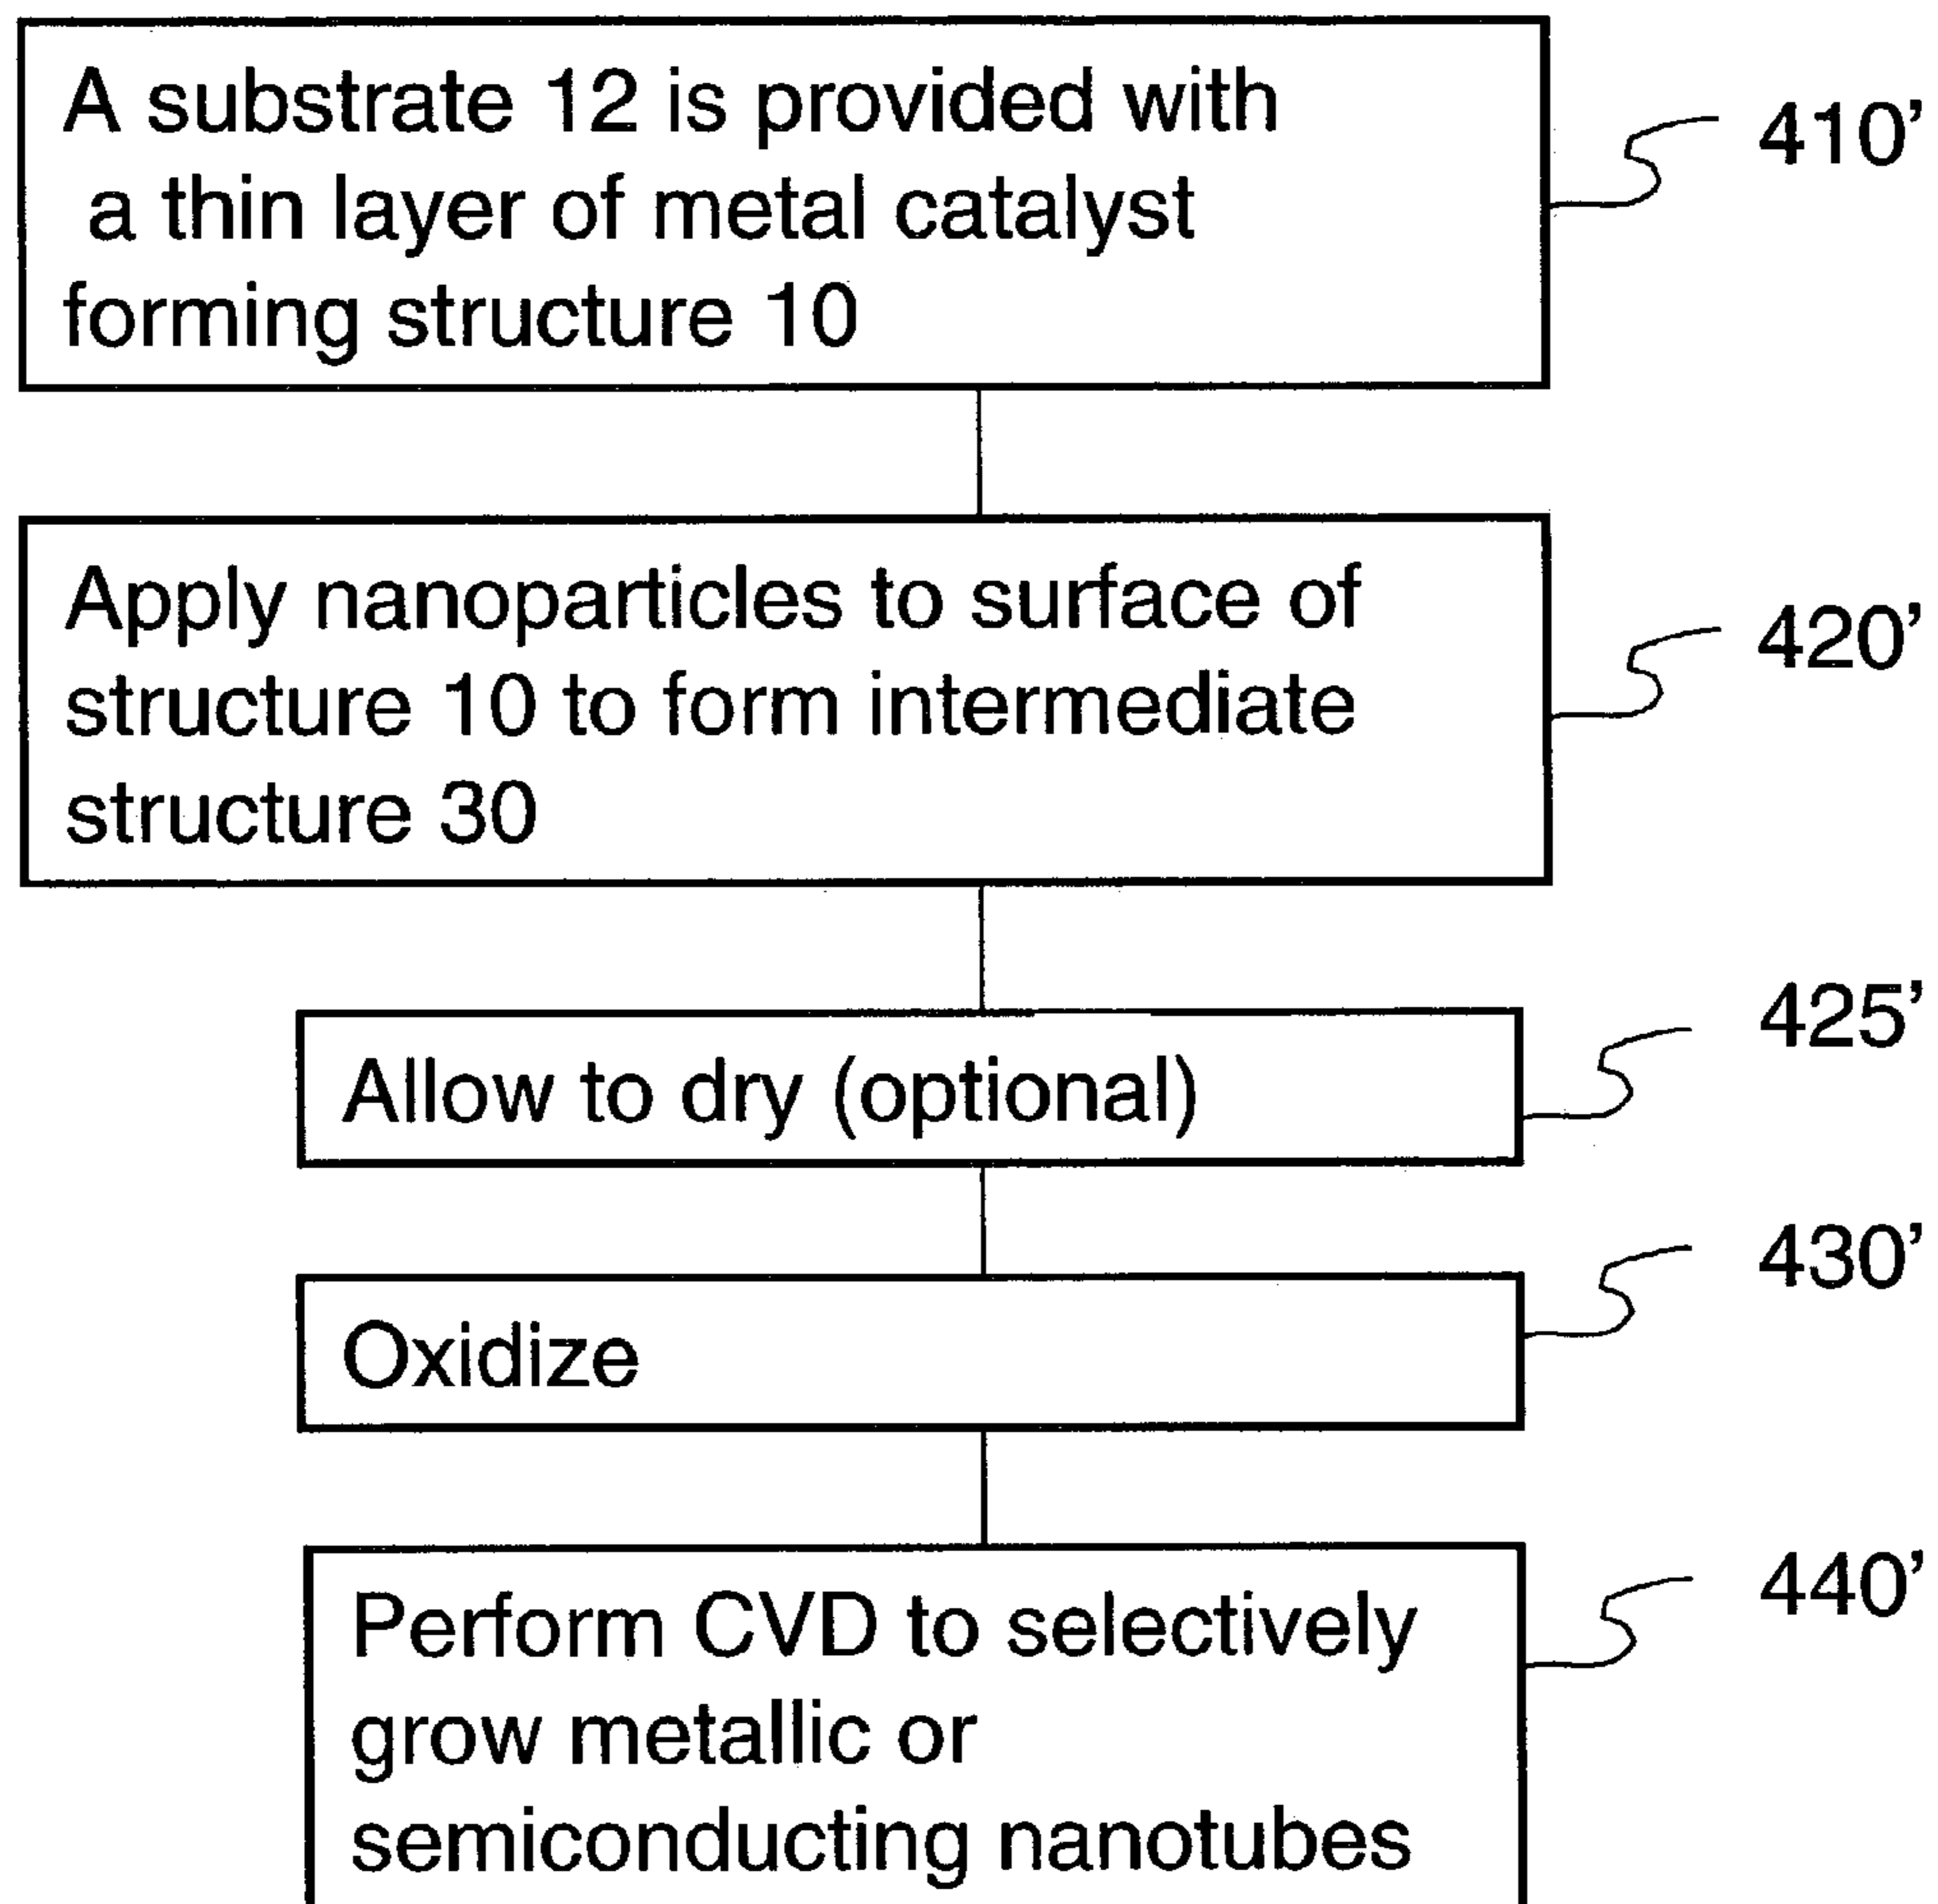 A substrate 12 is provided with
a thin layer of metal catalyst
forming structure 10
410’
Apply nanoparticles to surface of
structure 10 to form intermediate
structure 30
420’
Allow to dry (optional)
425’
Oxidize
430’
Perform CVD to selectively
grow metallic or
semiconducting nanotubes
440’